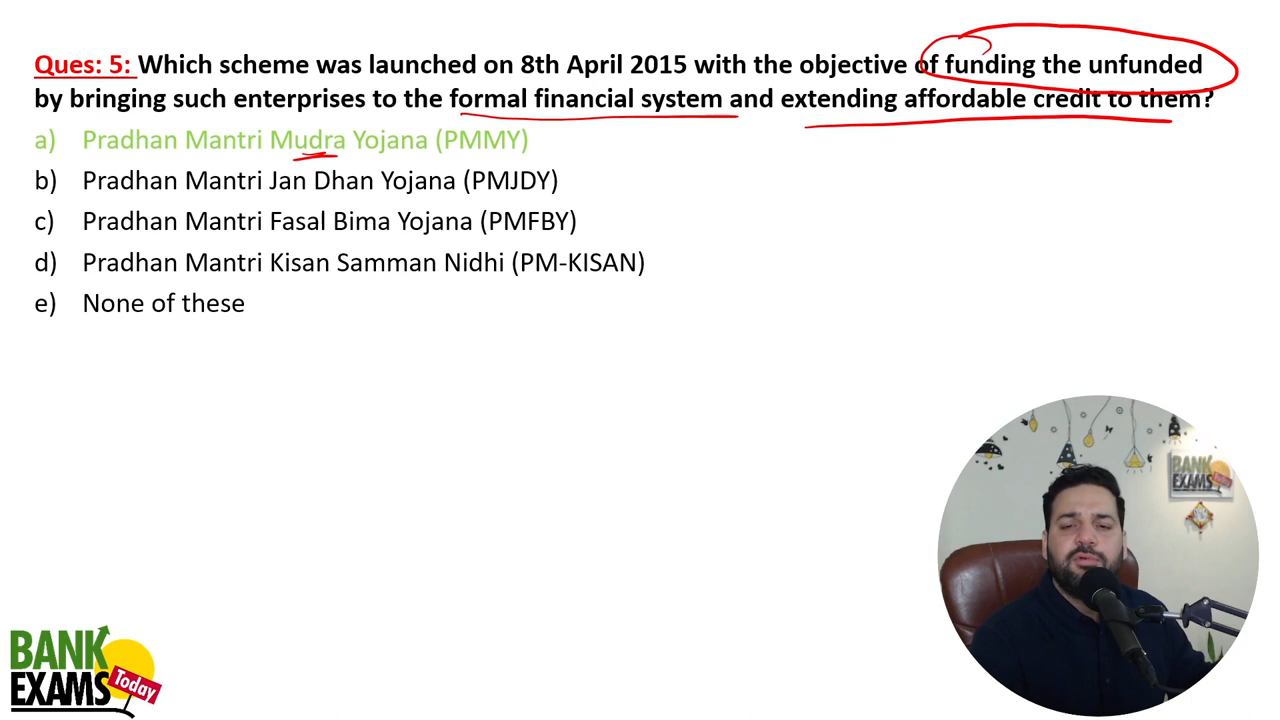 Ques: 5: Which scheme was launched on 8th April 2015 with the objective of funding the unfunded
by bringing such enterprises to the formal financial system and extending affordable credit to them?
a) Pradhan Mantri Mudra Yojana (PMMY)
b) Pradhan Mantri Jan Dhan Yojana (PMJDY)
c) Pradhan Mantri Fasal Bima Yojana (PMFBY)
d) Pradhan Mantri Kisan Samman Nidhi (PM-KISAN)
e) None of these
BANK
EXAMS
Today
BANK
EXAMS
Today